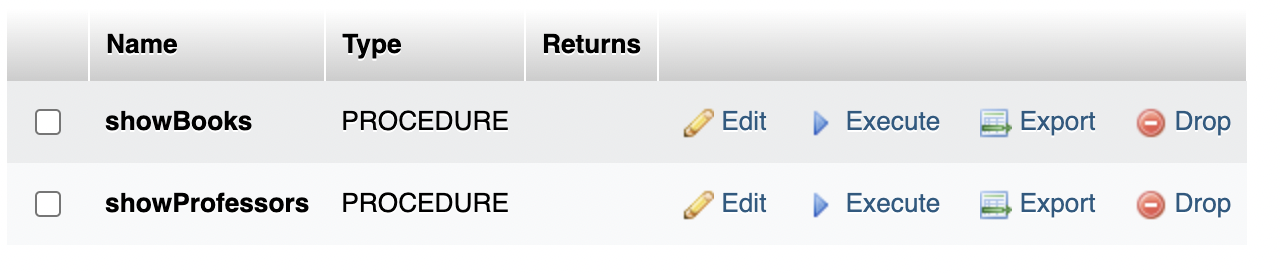 Name Type Returns
showBooks PROCEDURE Edit Execute Export Drop
showProfessors PROCEDURE Edit Execute Export Drop